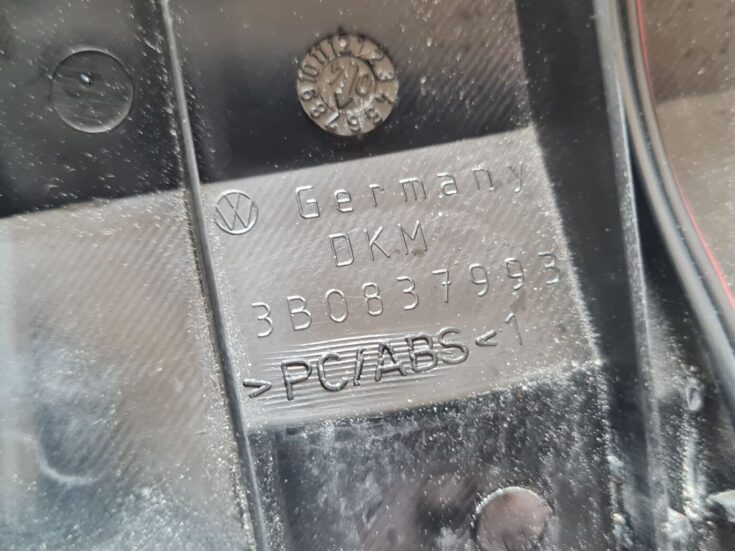 Germany
DKM
3B0837993
>PC/ABS<1